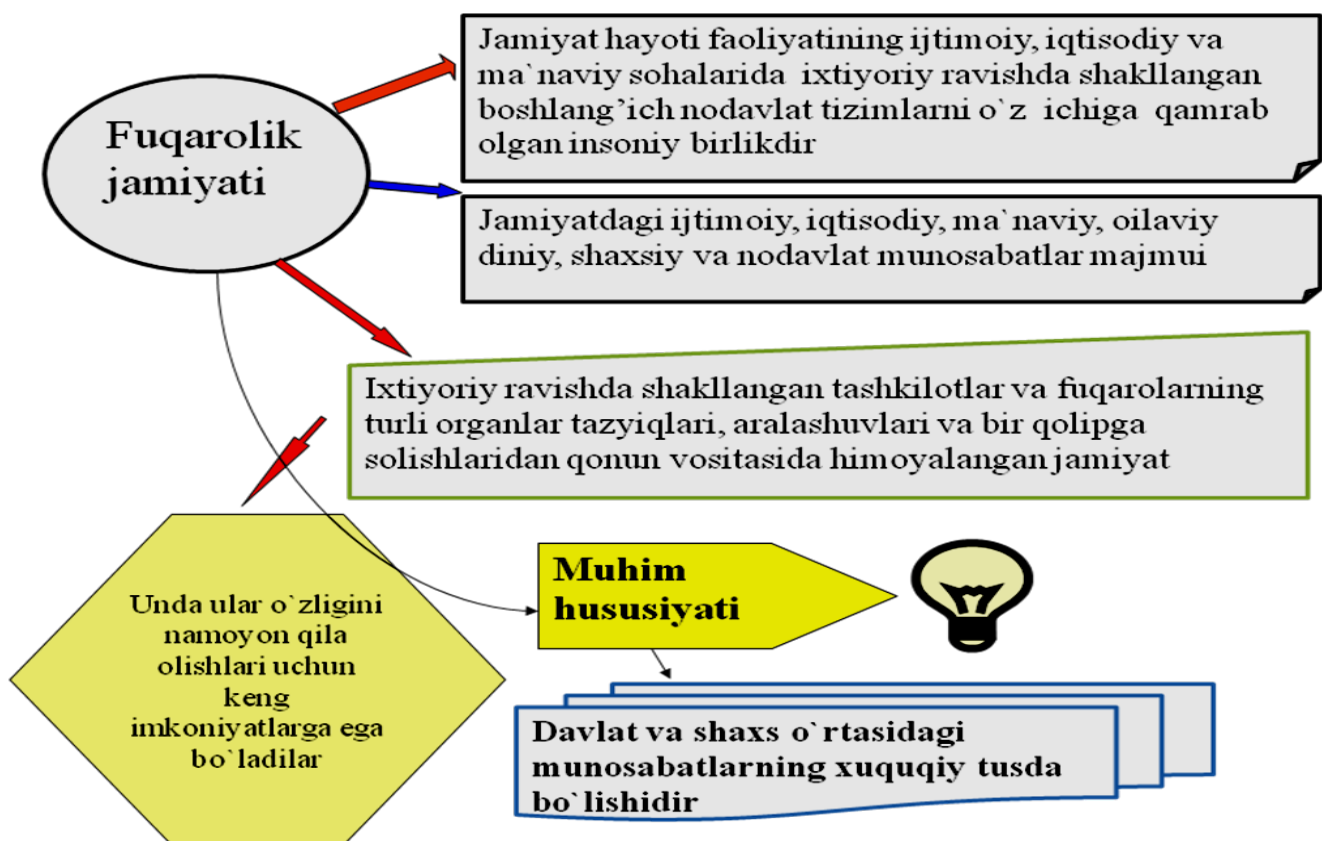 Fuqarolik
jamiyati
Jamiyat hayoti faoliyatining ijtimoiy, iqtisodiy va
ma`naviy sohalarida ixtiyoriy ravishda shakllangan
boshlang’ich nodavlat tizimlarni o`z ichiga qamrab
olgan insoniy birlikdir
Jamiyatdagi ijtimoiy, iqtisodiy, ma`naviy, oilaviy
diniy, shaxsiy va nodavlat munosabatlar majmui
Ixtiyoriy ravishda shakllangan tashkilotlar va fuqarolarning
turli organlar tazyiqlari, aralashuvlari va bir qolipga
solishlaridan qonun vositasida himoyalangan jamiyat
Unda ular o`zligini
namoyon qila
olishlari uchun
keng
imkoniyatlarga ega
bo`ladilar
Muhim
hususiyati
Davlat va shaxs o`rtasidagi
munosabatlarning xuquqiy tusda
bo`lishidir